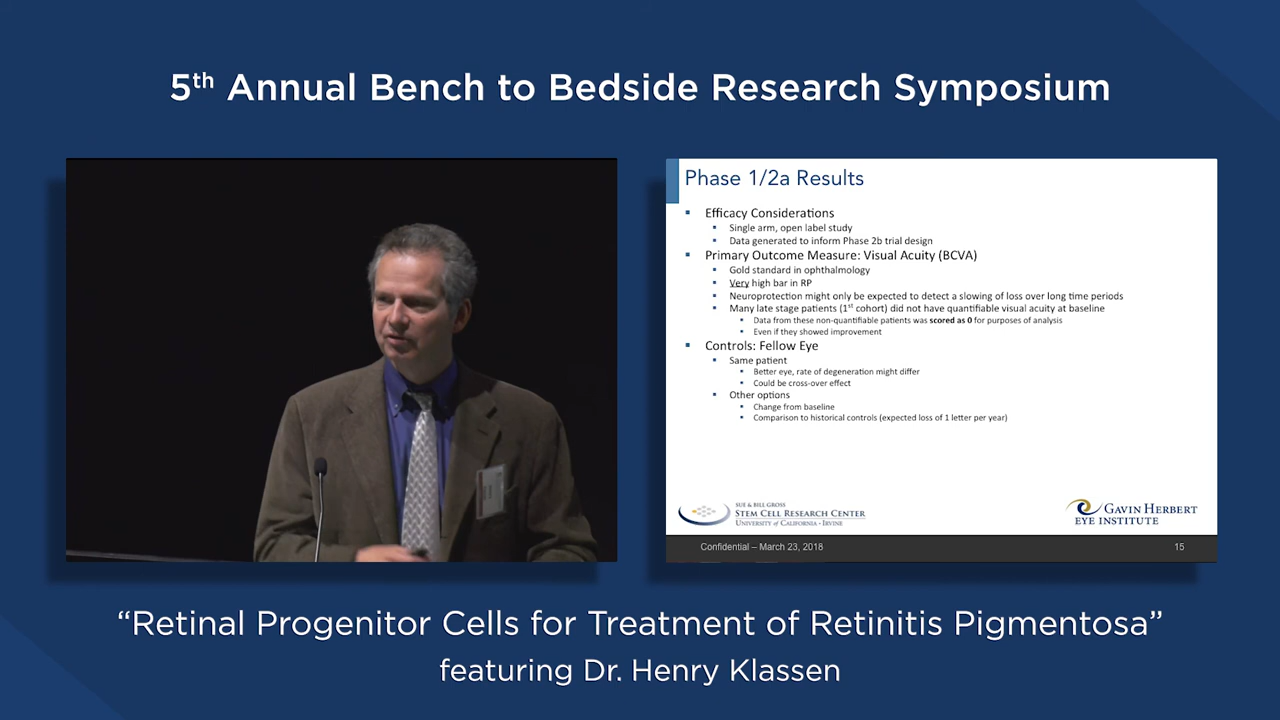 5th Annual Bench to Bedside Research Symposium
Phase 1/2a Results
▪ Efficacy Considerations
▪ Single arm, open label study
▪ Data generated to inform Phase 2b trial design
▪ Primary Outcome Measure: Visual Acuity (BCVA)
▪ Gold standard in ophthalmology
▪ Very high bar in RP
▪ Neuroprotection might only be expected to detect a slowing of loss over long time periods
▪ Many late stage patients (1st cohort) did not have quantifiable visual acuity at baseline
▪ Data from these non-quantifiable patients was scored as 0 for purposes of analysis
▪ Even if they showed improvement
▪ Controls: Fellow Eye
▪ Same patient
▪ Better eye, rate of degeneration might differ
▪ Could be cross-over effect
▪ Other options
▪ Change from baseline
▪ Comparison to historical controls (expected loss of 1 letter per year)
SUE & BILL GROSS
STEM CELL RESEARCH CENTER
UNIVERSITY OF CALIFORNIA · IRVINE
GAVIN HERBERT
EYE INSTITUTE
Confidential – March 23, 2018
15
“Retinal Progenitor Cells for Treatment of Retinitis Pigmentosa”
featuring Dr. Henry Klassen